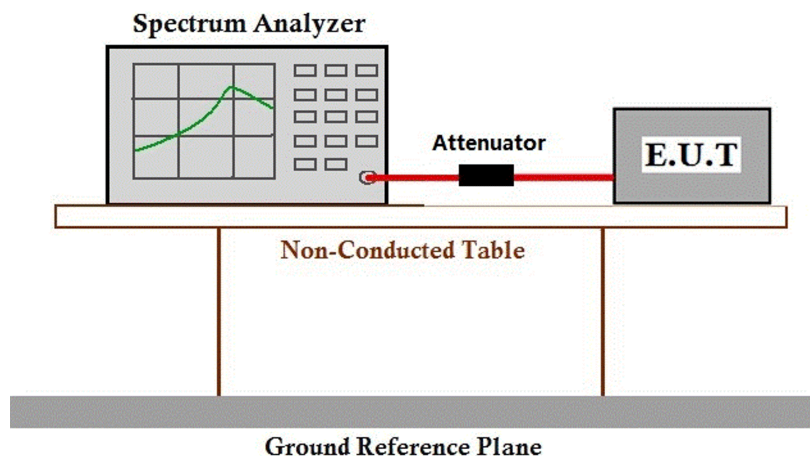 Spectrum Analyzer
Attenuator
E.U.T
Non-Conducted Table
Ground Reference Plane